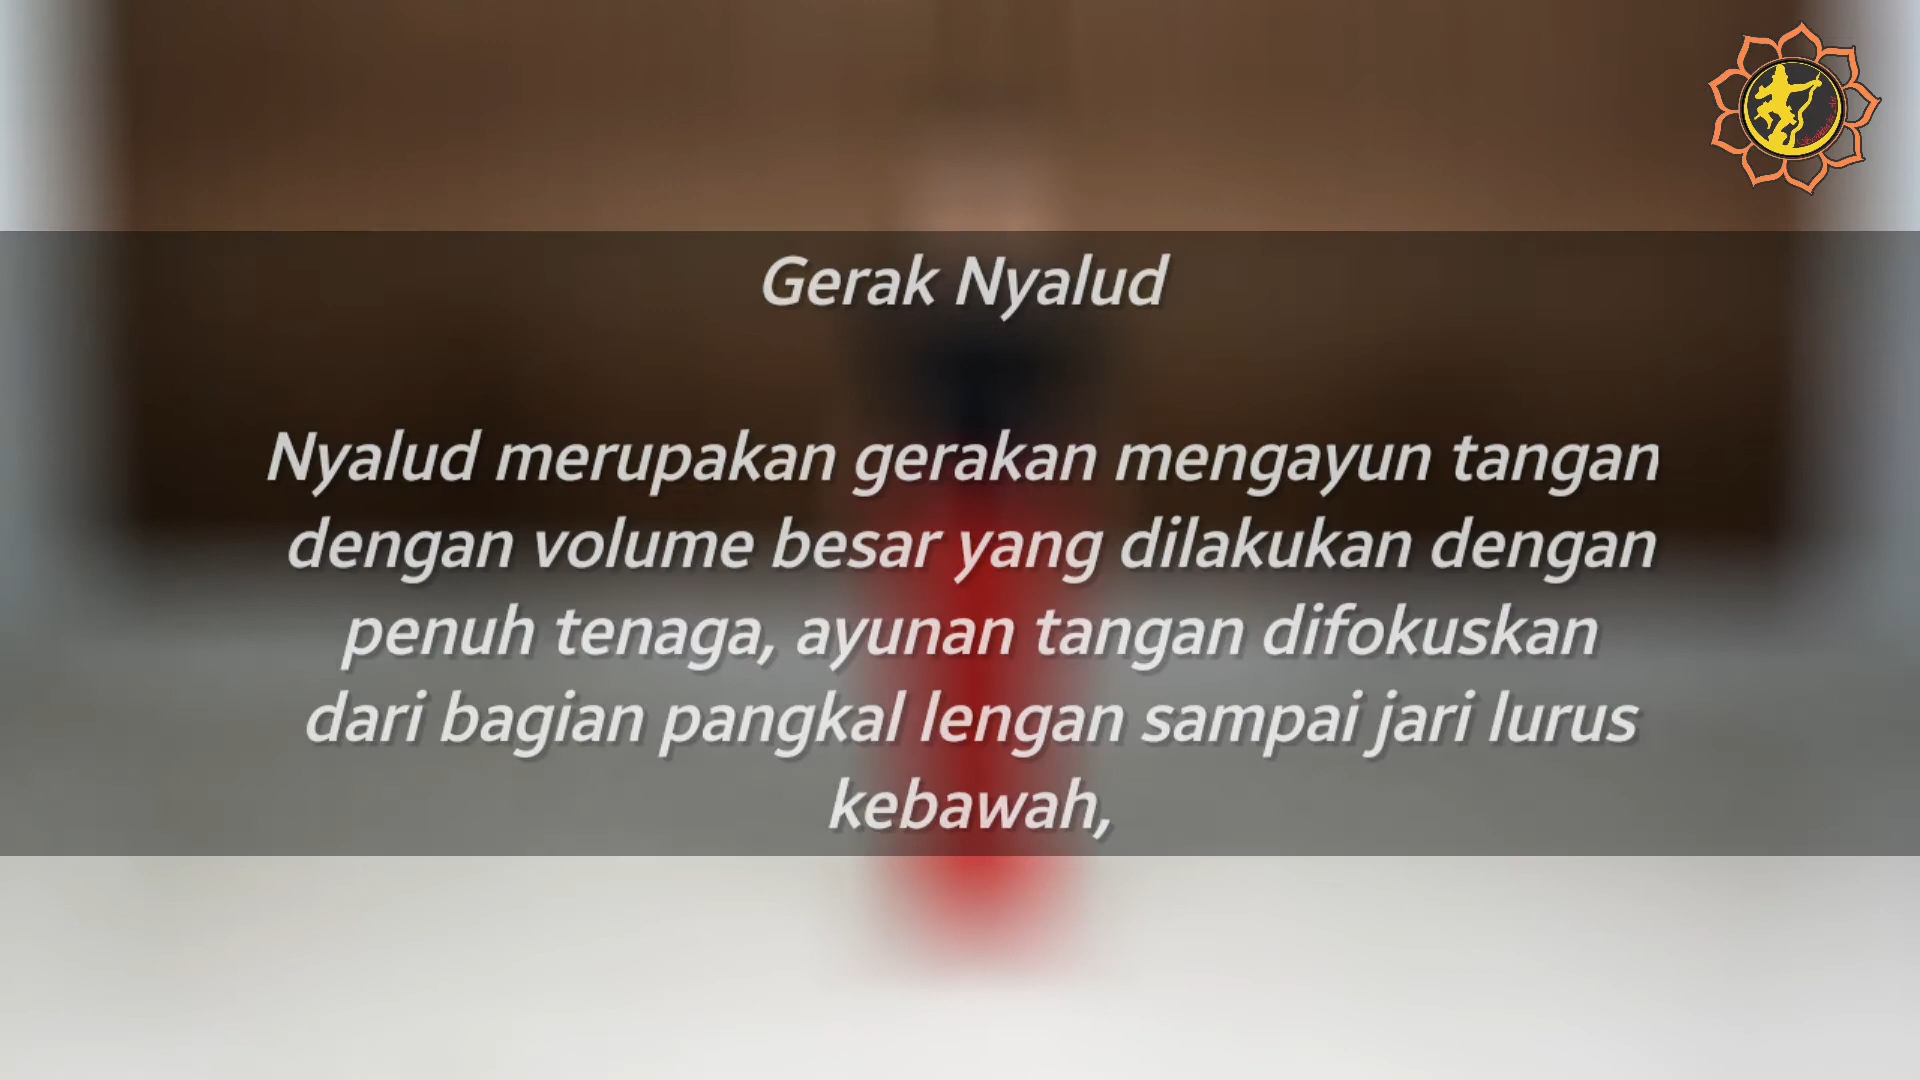 Gerak Nyalud
Nyalud merupakan gerakan mengayun tangan
dengan volume besar yang dilakukan dengan
penuh tenaga, ayunan tangan difokuskan
dari bagian pangkal lengan sampai jari lurus
kebawah,